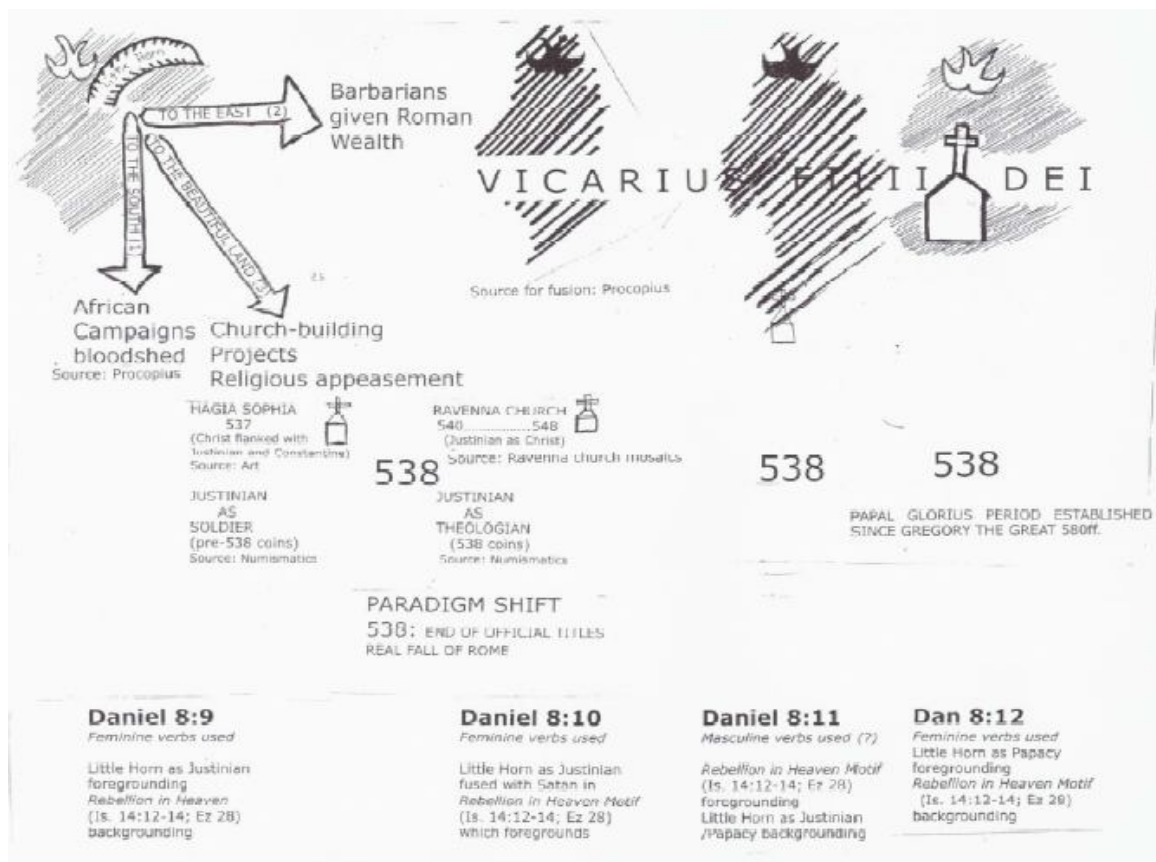 Horn
TO THE EAST (2)
TO THE SOUTH (1)
TO THE BEAUTIFUL LAND (3)
Barbarians
given Roman
Wealth
VICARIUS FILII DEI
Source for fusion: Procopius
African
Campaigns
bloodshed
Source: Procopius
Church-building
Projects
Religious appeasement
HAGIA SOPHIA
537
(Christ flanked with
Justinian and Constantine)
Source: Art
RAVENNA CHURCH
540..............548
(Justinian as Christ)
Source: Ravenna church mosaics
538
538
538
JUSTINIAN
AS
SOLDIER
(pre-538 coins)
Source: Numismatics
JUSTINIAN
AS
THEOLOGIAN
(538 coins)
Source: Numismatics
PAPAL GLORIUS PERIOD ESTABLISHED
SINCE GREGORY THE GREAT 580ff.
PARADIGM SHIFT
538: END OF OFFICIAL TITLES
REAL FALL OF ROME
Daniel 8:9
Feminine verbs used
Little Horn as Justinian
foregrounding
Rebellion in Heaven
(Is. 14:12-14; Ez 28)
backgrounding
Daniel 8:10
Feminine verbs used
Little Horn as Justinian
fused with Satan in
Rebellion in Heaven Motif
(Is. 14:12-14; Ez 28)
which foregrounds
Daniel 8:11
Masculine verbs used (?)
Rebellion in Heaven Motif
(Is. 14:12-14; Ez 28)
foregrounding
Little Horn as Justinian
/Papacy backgrounding
Dan 8:12
Feminine verbs used
Little Horn as Papacy
foregrounding
Rebellion in Heaven Motif
(Is. 14:12-14; Ez 28)
backgrounding